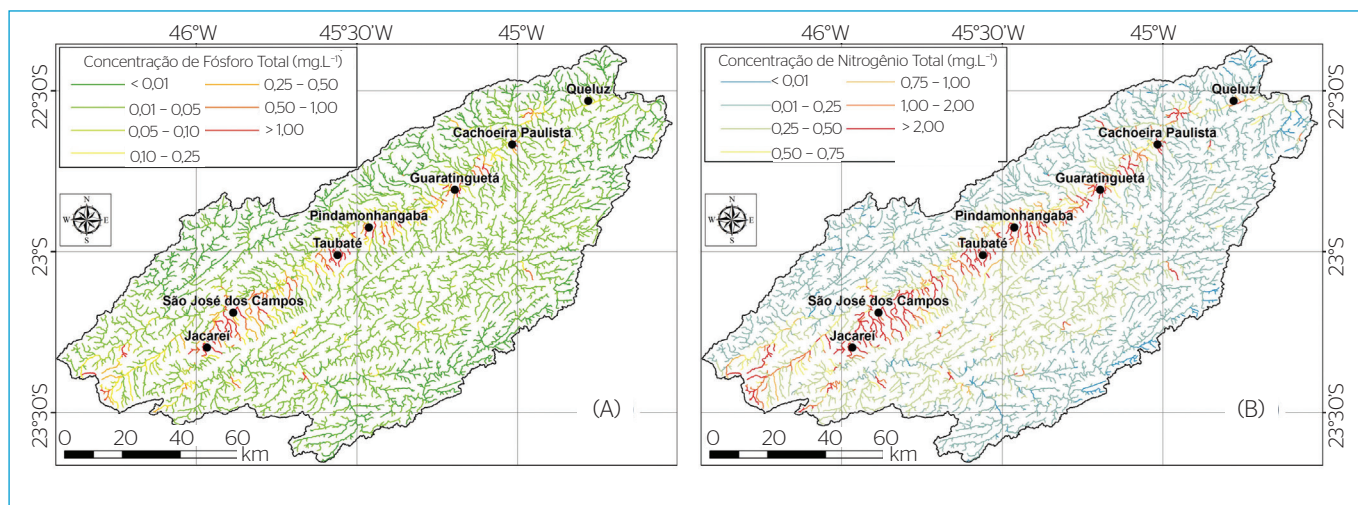 46°W 45°30W 45°W
Concentração de Fósforo Total (mg.L⁻¹)
< 0,01
0,25 – 0,50
0,01 – 0,05
0,50 – 1,00
0,05 – 0,10
> 1,00
0,10 – 0,25
22°30'S
23°S
23°30'S
N
W E
S
Queluz
Cachoeira Paulista
Guaratinguetá
Pindamonhangaba
Taubaté
São José dos Campos
Jacareí
(A)
0 20 40 60
km
46°W 45°30W 45°W
Concentração de Nitrogênio Total (mg.L⁻¹)
< 0,01
0,75 – 1,00
0,01 – 0,25
1,00 – 2,00
0,25 – 0,50
> 2,00
0,50 – 0,75
22°30'S
23°S
23°30'S
N
W E
S
Queluz
Cachoeira Paulista
Guaratinguetá
Pindamonhangaba
Taubaté
São José dos Campos
Jacareí
(B)
0 20 40 60
km